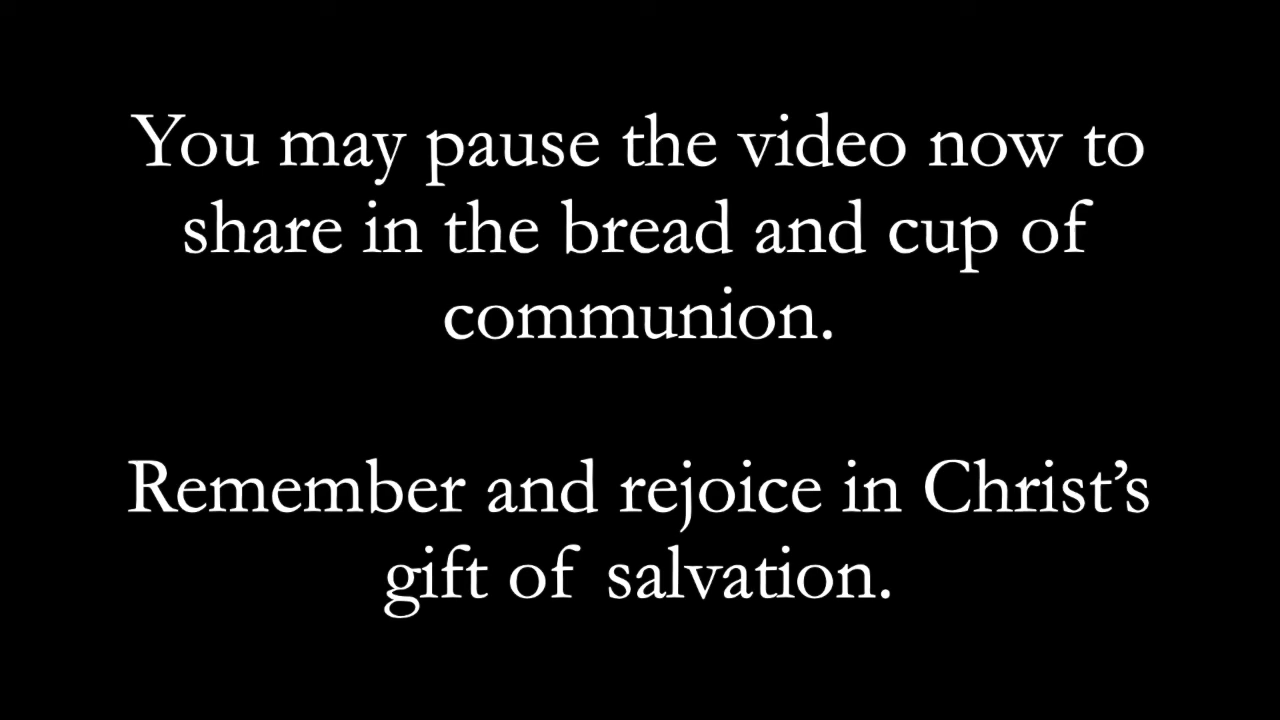 You may pause the video now to
share in the bread and cup of
communion.
Remember and rejoice in Christ’s
gift of salvation.